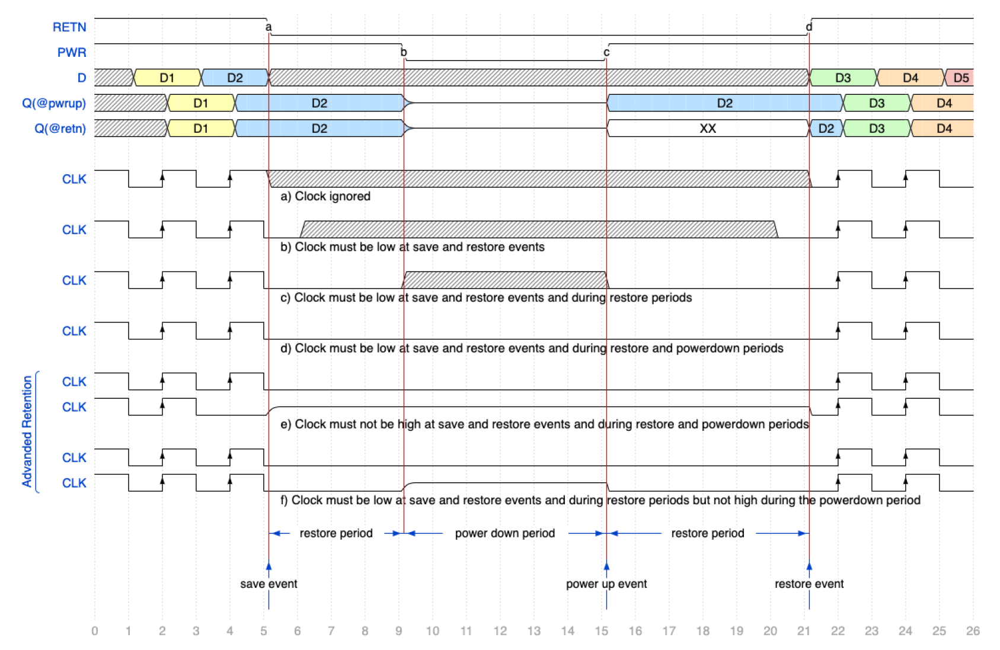 RETN a d
PWR b c
D D1 D2 D3 D4 D5
Q(@pwrup) D1 D2 D2 D3 D4
Q(@retn) D1 D2 XX D2 D3 D4
CLK
a) Clock ignored
CLK
b) Clock must be low at save and restore events
CLK
c) Clock must be low at save and restore events and during restore periods
CLK
d) Clock must be low at save and restore events and during restore and powerdown periods
Advanded Retention
CLK
CLK
e) Clock must not be high at save and restore events and during restore and powerdown periods
CLK
CLK
f) Clock must be low at save and restore events and during restore periods but not high during the powerdown period
restore period power down period restore period
save event power up event restore event
0 1 2 3 4 5 6 7 8 9 10 11 12 13 14 15 16 17 18 19 20 21 22 23 24 25 26